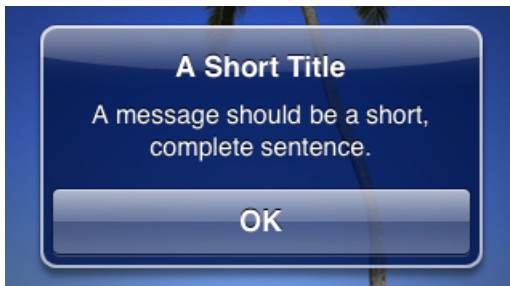 A Short Title
A message should be a short,
complete sentence.
OK